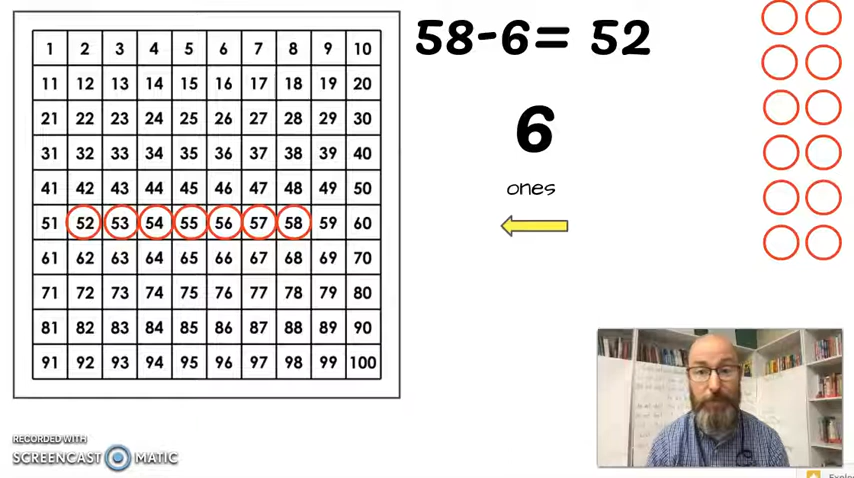 1 2 3 4 5 6 7 8 9 10
11 12 13 14 15 16 17 18 19 20
21 22 23 24 25 26 27 28 29 30
31 32 33 34 35 36 37 38 39 40
41 42 43 44 45 46 47 48 49 50
51 52 53 54 55 56 57 58 59 60
61 62 63 64 65 66 67 68 69 70
71 72 73 74 75 76 77 78 79 80
81 82 83 84 85 86 87 88 89 90
91 92 93 94 95 96 97 98 99 100
58-6= 52
6
ones
RECORDED WITH
SCREENCAST MATIC